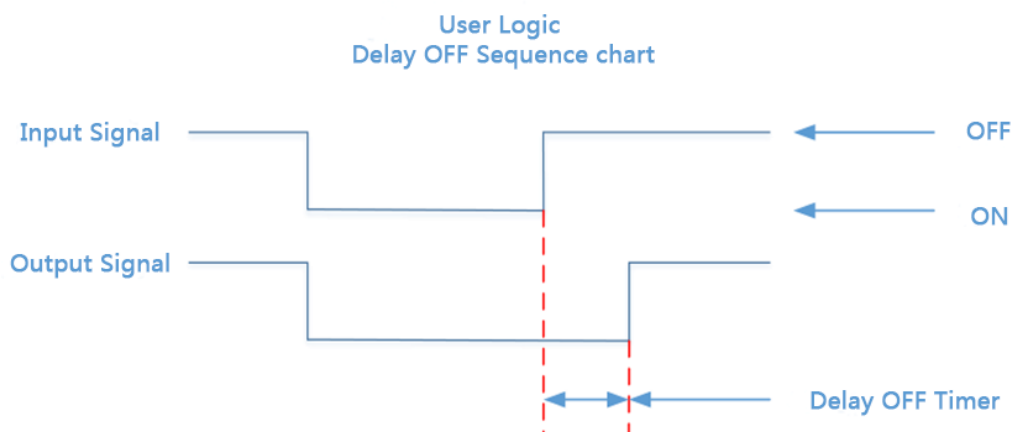 User Logic
Delay OFF Sequence chart
Input Signal
OFF
ON
Output Signal
Delay OFF Timer